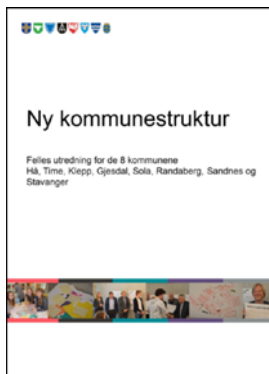 Ny kommunestruktur
Felles utredning for de 8 kommunene
Hå, Time, Klepp, Gjesdal, Sola, Randaberg, Sandnes og
Stavanger